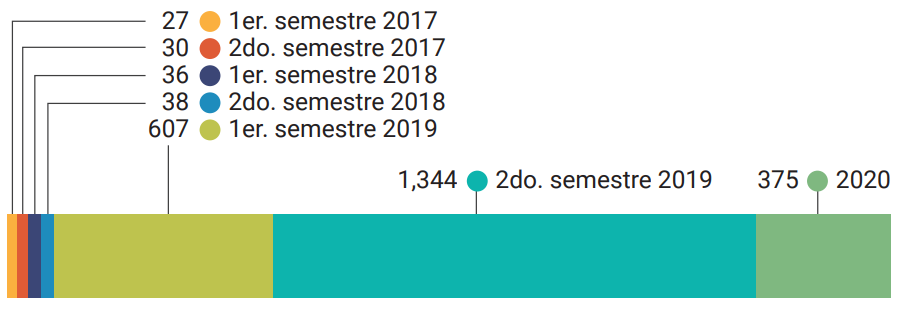 27 1er. semestre 2017
30 2do. semestre 2017
36 1er. semestre 2018
38 2do. semestre 2018
607 1er. semestre 2019
1,344 2do. semestre 2019 375 2020